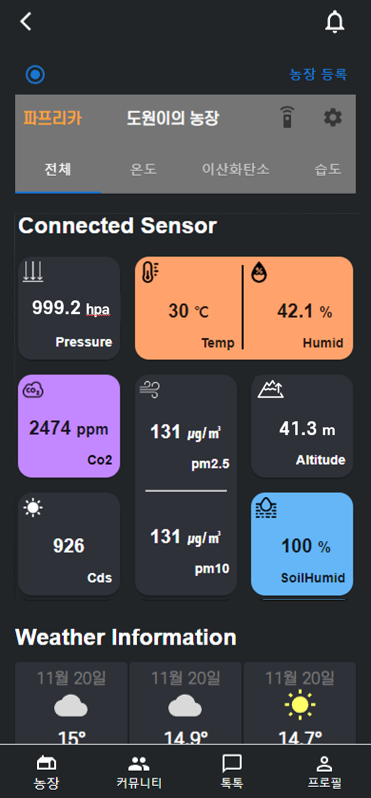 농장 등록
파프리카 도원이의 농장
전체 온도 이산화탄소 습도
Connected Sensor
999.2 hpa
Pressure
30 ℃
Temp
42.1 %
Humid
CO₂
2474 ppm
Co2
131 ㎍/㎥
pm2.5
131 ㎍/㎥
pm10
41.3 m
Altitude
926
Cds
100 %
SoilHumid
Weather Information
11월 20일 11월 20일 11월 20일
15° 14.9° 14.7°
농장 커뮤니티 톡톡 프로필